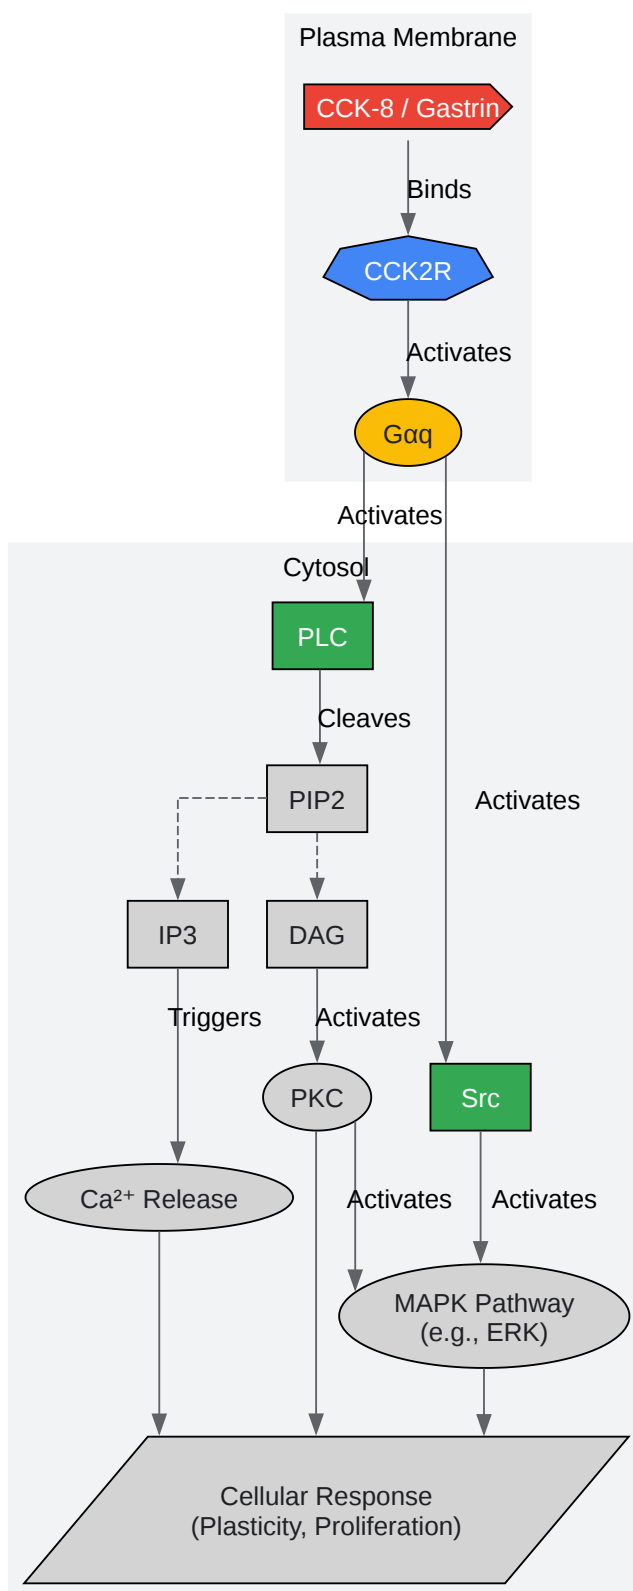 Plasma Membrane
CCK-8 / Gastrin
Binds
CCK2R
Activates
Gαq
Activates
Cytosol
PLC
Cleaves
PIP2
Activates
IP3
DAG
Triggers
Activates
PKC
Src
Ca²⁺ Release
Activates
Activates
MAPK Pathway
(e.g., ERK)
Cellular Response
(Plasticity, Proliferation)